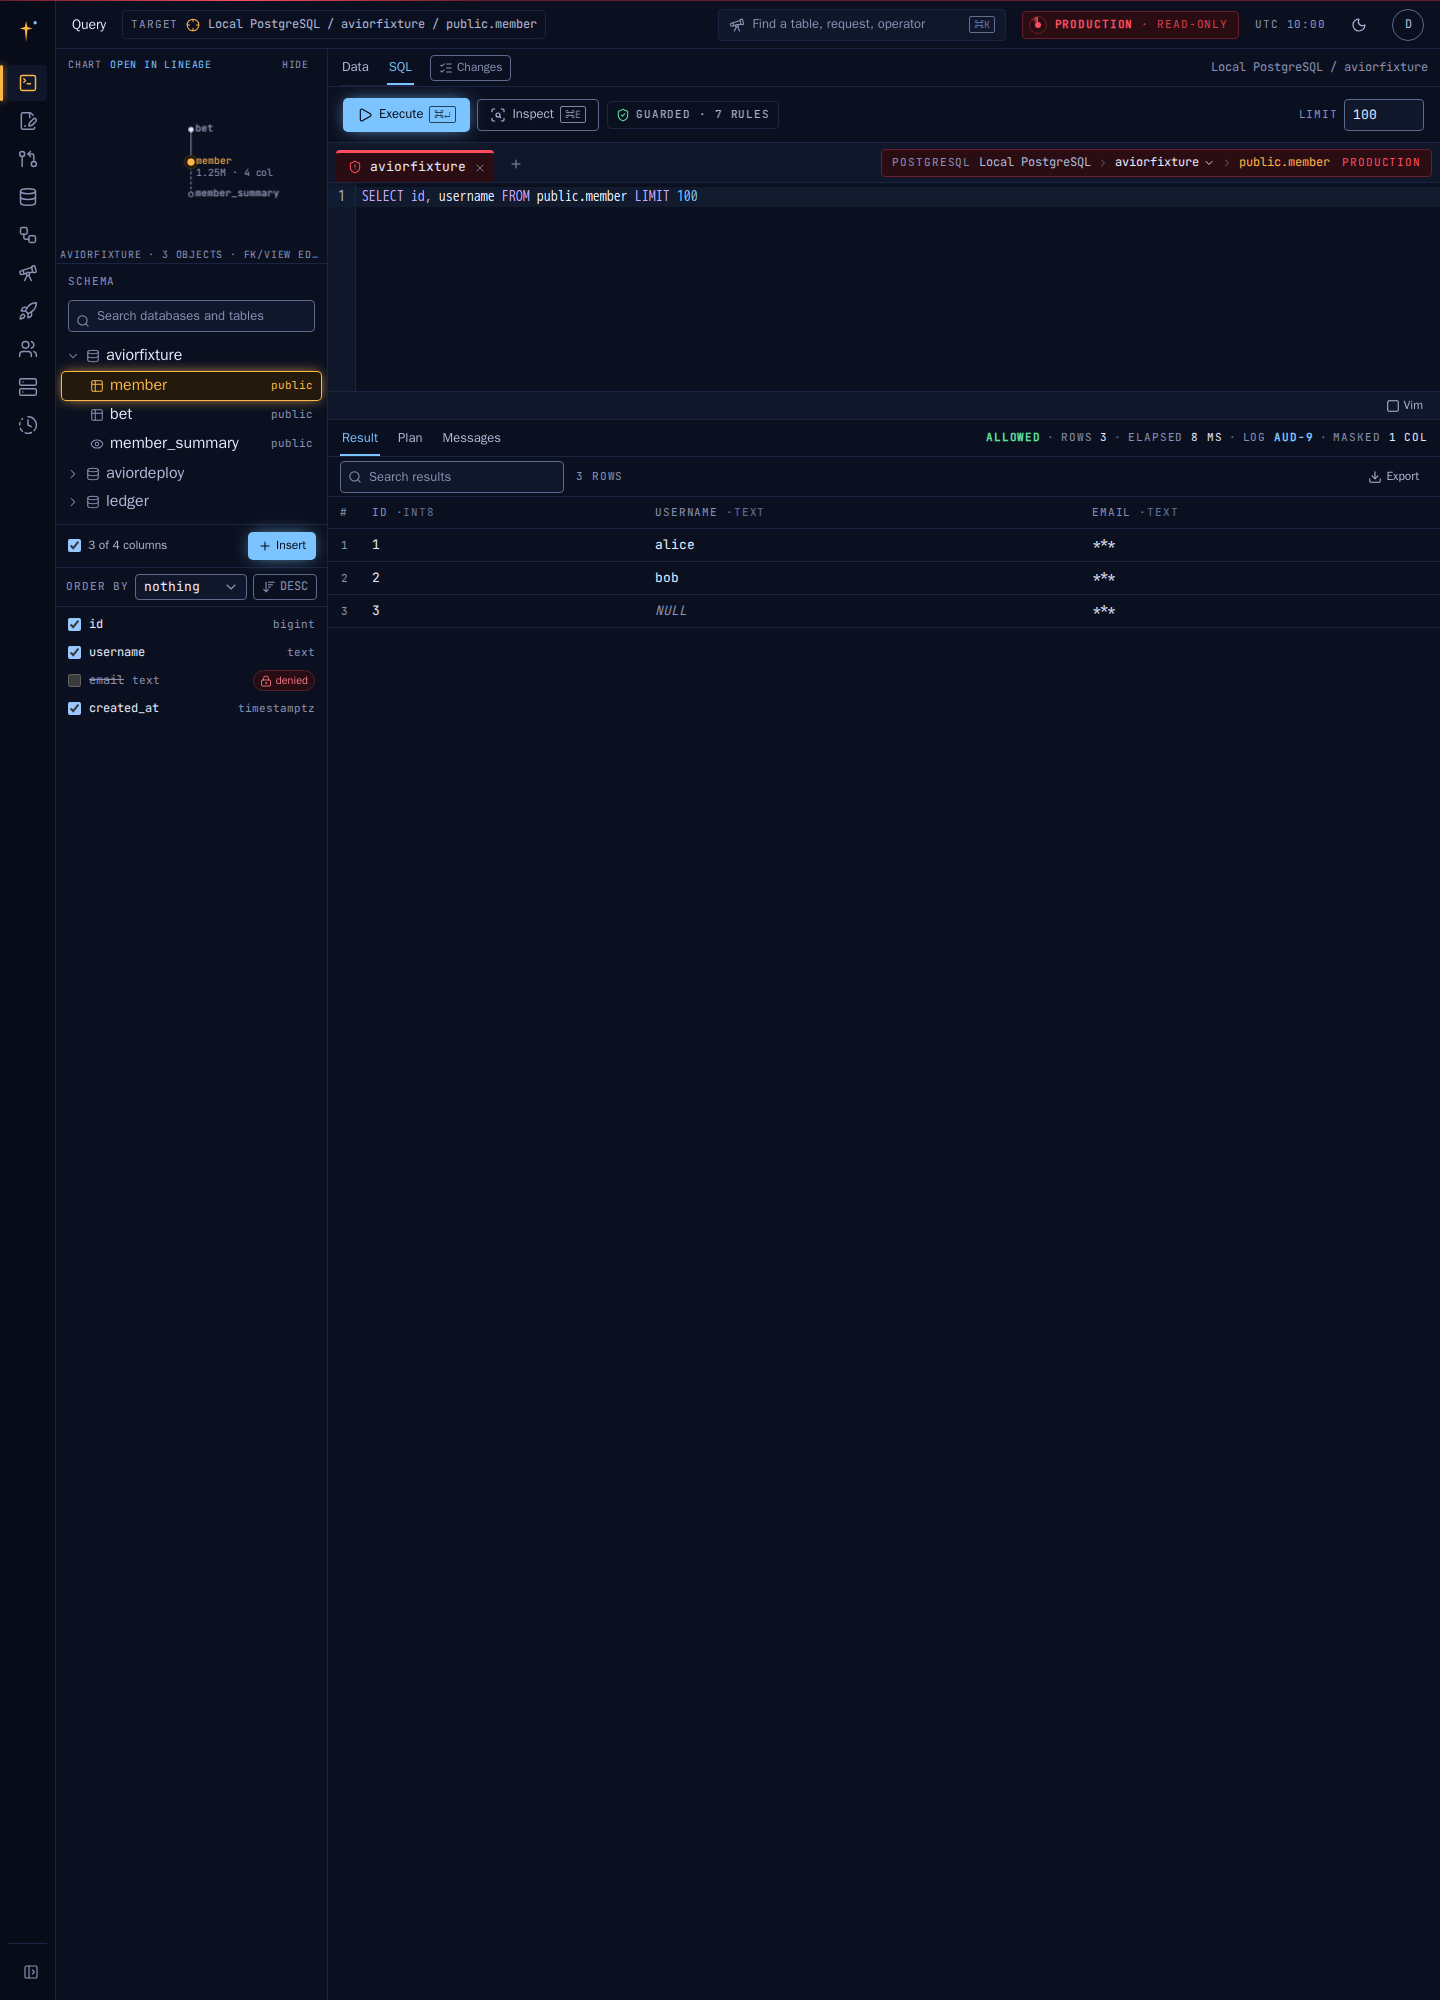 Query
TARGET Local PostgreSQL / aviorfixture / public.member
Find a table, request, operator ⌘K
PRODUCTION · READ-ONLY
UTC 10:00
D
CHART OPEN IN LINEAGE HIDE
bet
member
1.25M · 4 col
member_summary
AVIORFIXTURE · 3 OBJECTS · FK/VIEW ED…
SCHEMA
Search databases and tables
aviorfixture
member public
bet public
member_summary public
aviordeploy
ledger
3 of 4 columns Insert
ORDER BY nothing DESC
id bigint
username text
email text denied
created_at timestamptz
Data SQL Changes
Local PostgreSQL / aviorfixture
Execute ⌘↵ Inspect ⌘E GUARDED · 7 RULES
LIMIT 100
aviorfixture × +
POSTGRESQL Local PostgreSQL › aviorfixture › public.member PRODUCTION
1 SELECT id, username FROM public.member LIMIT 100
Vim
Result Plan Messages
ALLOWED · ROWS 3 · ELAPSED 8 MS · LOG AUD-9 · MASKED 1 COL
Search results 3 ROWS Export
# ID ·INT8 USERNAME ·TEXT EMAIL ·TEXT
1 1 alice ***
2 2 bob ***
3 3 NULL ***